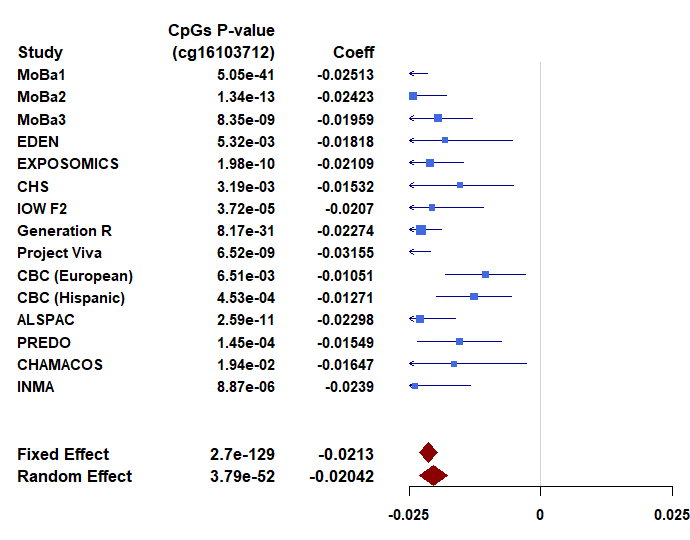 CpGs P-value
Study (cg16103712) Coeff
MoBa1 5.05e-41 -0.02513
MoBa2 1.34e-13 -0.02423
MoBa3 8.35e-09 -0.01959
EDEN 5.32e-03 -0.01818
EXPOSOMICS 1.98e-10 -0.02109
CHS 3.19e-03 -0.01532
IOW F2 3.72e-05 -0.0207
Generation R 8.17e-31 -0.02274
Project Viva 6.52e-09 -0.03155
CBC (European) 6.51e-03 -0.01051
CBC (Hispanic) 4.53e-04 -0.01271
ALSPAC 2.59e-11 -0.02298
PREDO 1.45e-04 -0.01549
CHAMACOS 1.94e-02 -0.01647
INMA 8.87e-06 -0.0239
Fixed Effect 2.7e-129 -0.0213
Random Effect 3.79e-52 -0.02042
-0.025 0 0.025